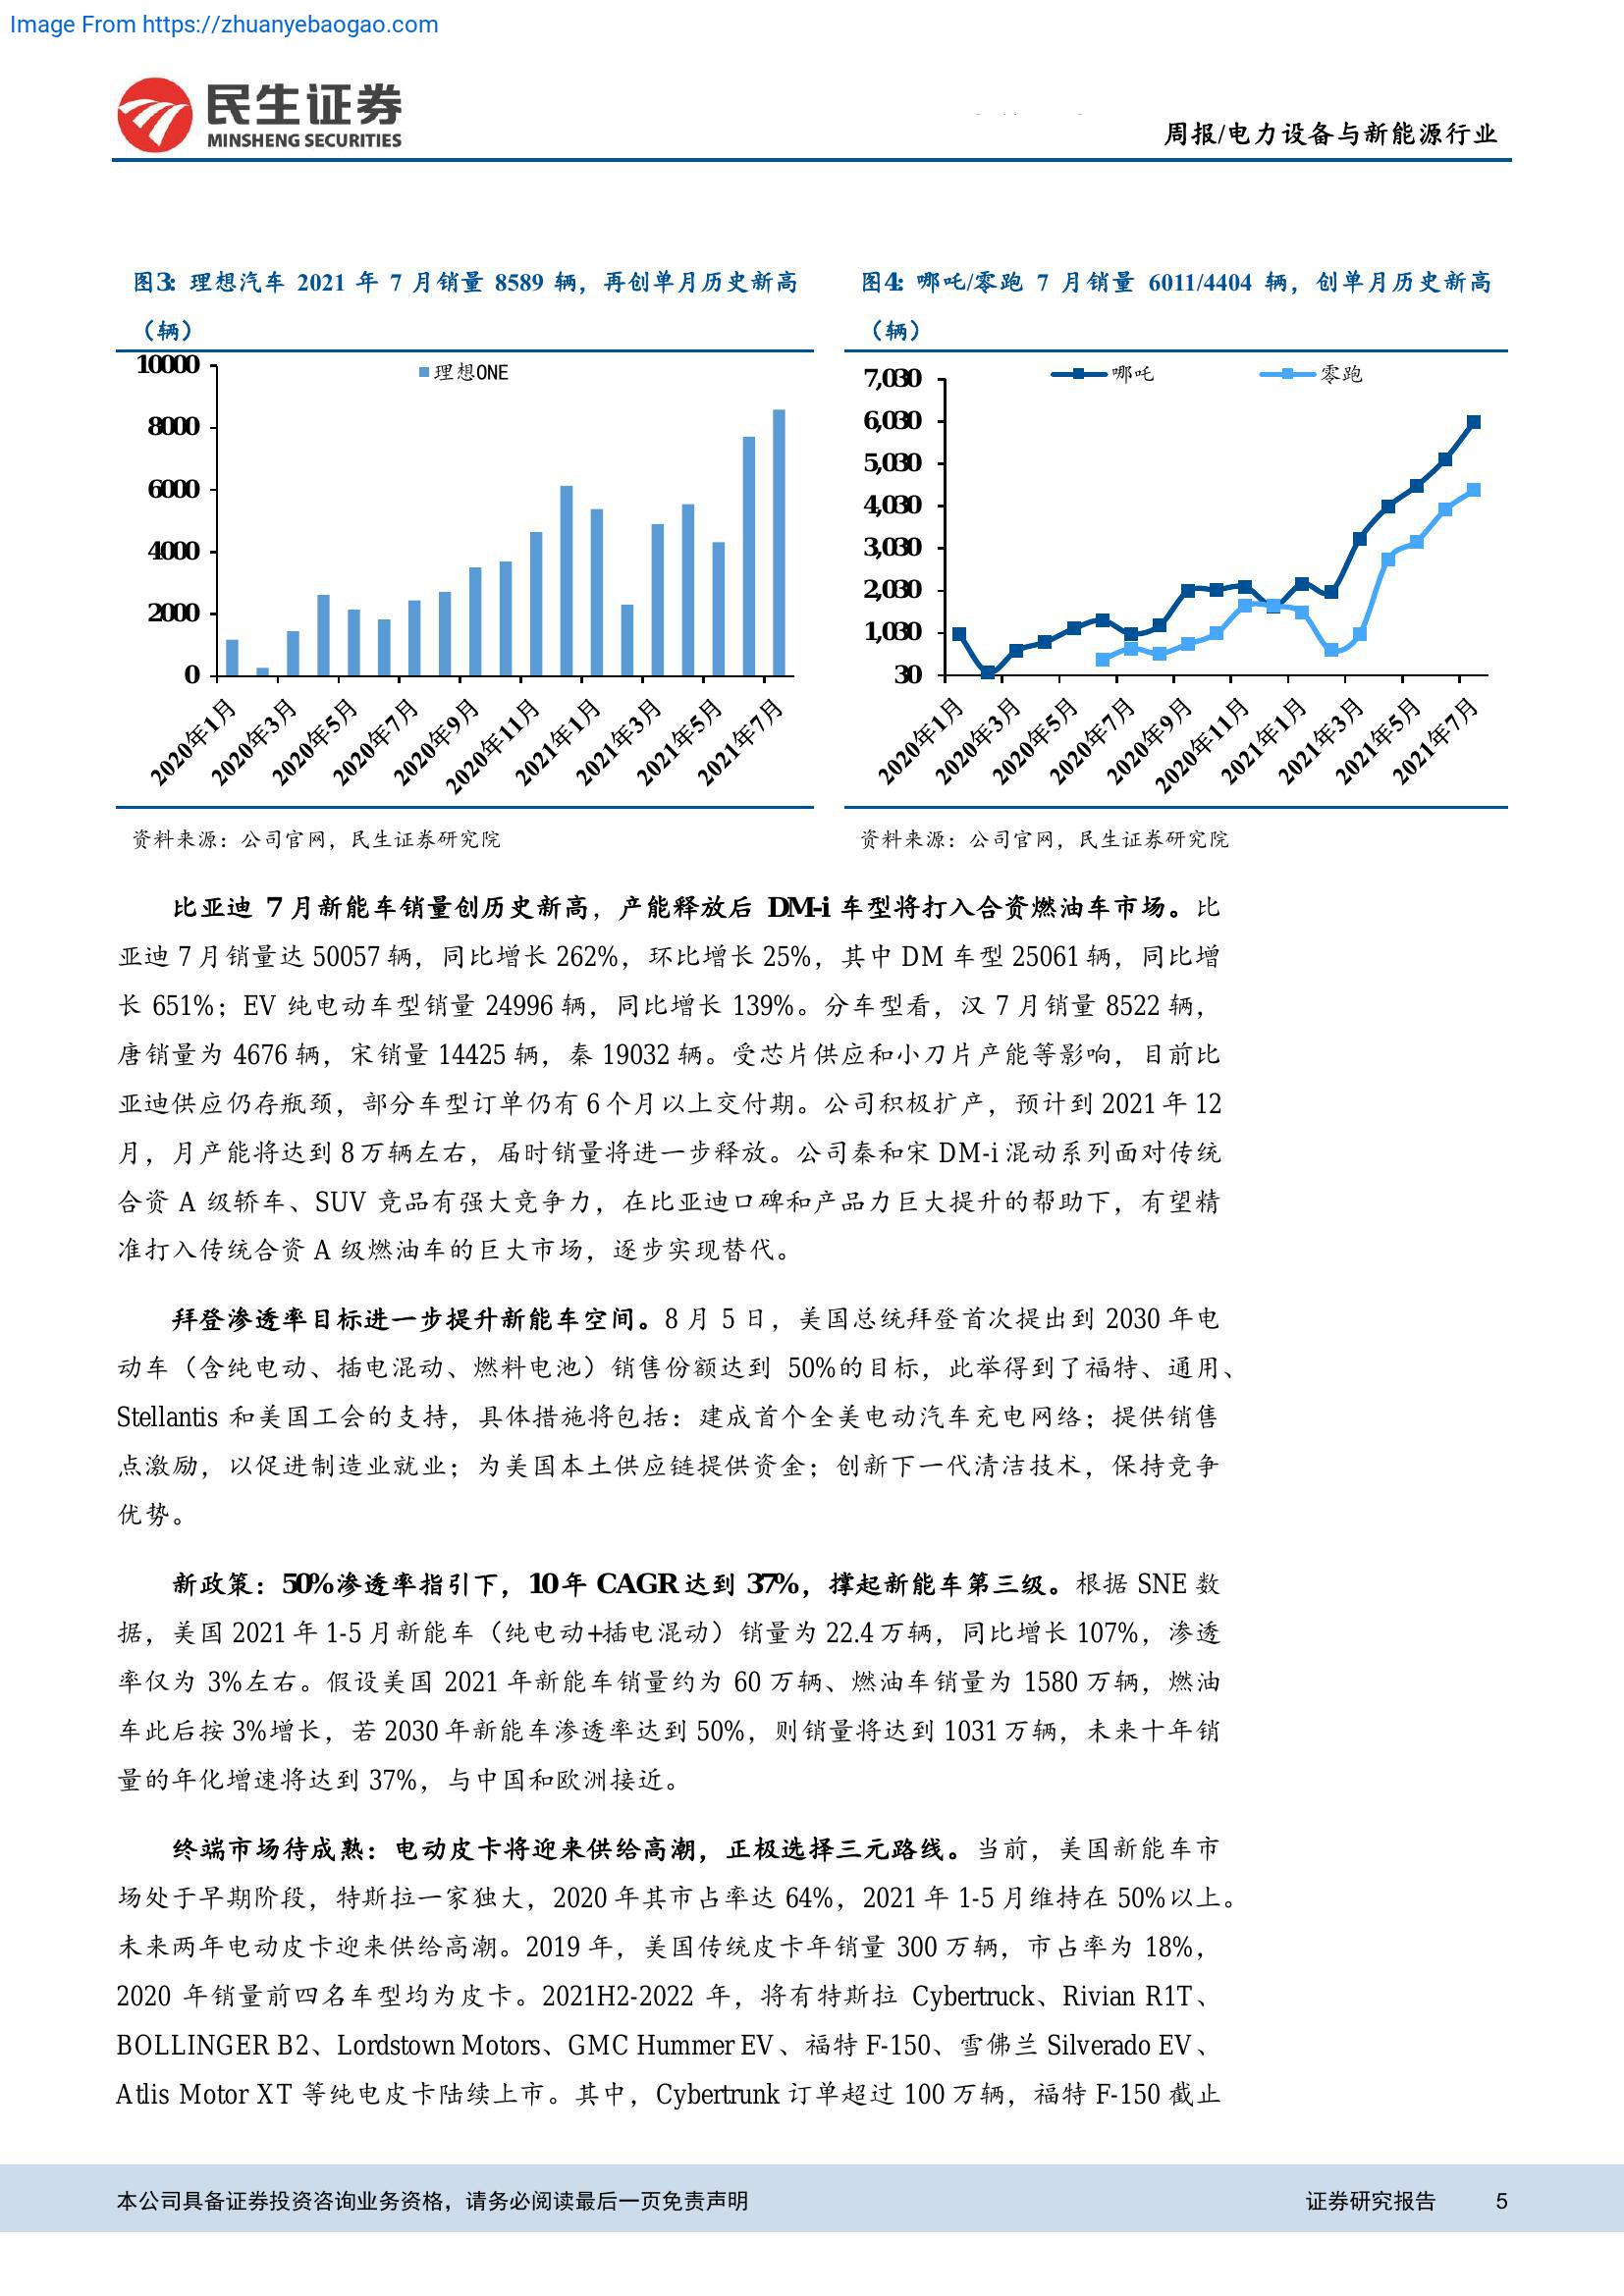 Image From https://zhuanyebaogao.com
民生证券
MINSHENG SECURITIES
周报/电力设备与新能源行业
图3: 理想汽车 2021 年 7 月销量 8589 辆，再创单月历史新高
（辆）
10000
8000
6000
4000
2000
0
理想ONE
2020年1月
2020年3月
2020年5月
2020年7月
2020年9月
2020年11月
2021年1月
2021年3月
2021年5月
2021年7月
资料来源：公司官网，民生证券研究院
图4: 哪吒/零跑 7 月销量 6011/4404 辆，创单月历史新高
（辆）
7,030
6,030
5,030
4,030
3,030
2,030
1,030
30
哪吒
零跑
2020年1月
2020年3月
2020年5月
2020年7月
2020年9月
2020年11月
2021年1月
2021年3月
2021年5月
2021年7月
资料来源：公司官网，民生证券研究院
比亚迪 7 月新能车销量创历史新高，产能释放后 DM-i 车型将打入合资燃油车市场。比
亚迪 7 月销量达 50057 辆，同比增长 262%，环比增长 25%，其中 DM 车型 25061 辆，同比增
长 651%；EV 纯电动车型销量 24996 辆，同比增长 139%。分车型看，汉 7 月销量 8522 辆，
唐销量为 4676 辆，宋销量 14425 辆，秦 19032 辆。受芯片供应和小刀片产能等影响，目前比
亚迪供应仍存瓶颈，部分车型订单仍有 6 个月以上交付期。公司积极扩产，预计到 2021 年 12
月，月产能将达到 8 万辆左右，届时销量将进一步释放。公司秦和宋 DM-i 混动系列面对传统
合资 A 级轿车、SUV 竞品有强大竞争力，在比亚迪口碑和产品力巨大提升的帮助下，有望精
准打入传统合资 A 级燃油车的巨大市场，逐步实现替代。
拜登渗透率目标进一步提升新能车空间。8 月 5 日，美国总统拜登首次提出到 2030 年电
动车（含纯电动、插电混动、燃料电池）销售份额达到 50%的目标，此举得到了福特、通用、
Stellantis 和美国工会的支持，具体措施将包括：建成首个全美电动汽车充电网络；提供销售
点激励，以促进制造业就业；为美国本土供应链提供资金；创新下一代清洁技术，保持竞争
优势。
新政策：50%渗透率指引下，10 年 CAGR 达到 37%，撑起新能车第三级。根据 SNE 数
据，美国 2021 年 1-5 月新能车（纯电动+插电混动）销量为 22.4 万辆，同比增长 107%，渗透
率仅为 3%左右。假设美国 2021 年新能车销量约为 60 万辆、燃油车销量为 1580 万辆，燃油
车此后按 3%增长，若 2030 年新能车渗透率达到 50%，则销量将达到 1031 万辆，未来十年销
量的年化增速将达到 37%，与中国和欧洲接近。
终端市场待成熟：电动皮卡将迎来供给高潮，正极选择三元路线。当前，美国新能车市
场处于早期阶段，特斯拉一家独大，2020 年其市占率达 64%，2021 年 1-5 月维持在 50%以上。
未来两年电动皮卡迎来供给高潮。2019 年，美国传统皮卡年销量 300 万辆，市占率为 18%，
2020 年销量前四名车型均为皮卡。2021H2-2022 年，将有特斯拉 Cybertruck、Rivian R1T、
BOLLINGER B2、Lordstown Motors、GMC Hummer EV、福特 F-150、雪佛兰 Silverado EV、
Atlis Motor XT 等纯电皮卡陆续上市。其中，Cybertrunk 订单超过 100 万辆，福特 F-150 截止
本公司具备证券投资咨询业务资格，请务必阅读最后一页免责声明
证券研究报告 5